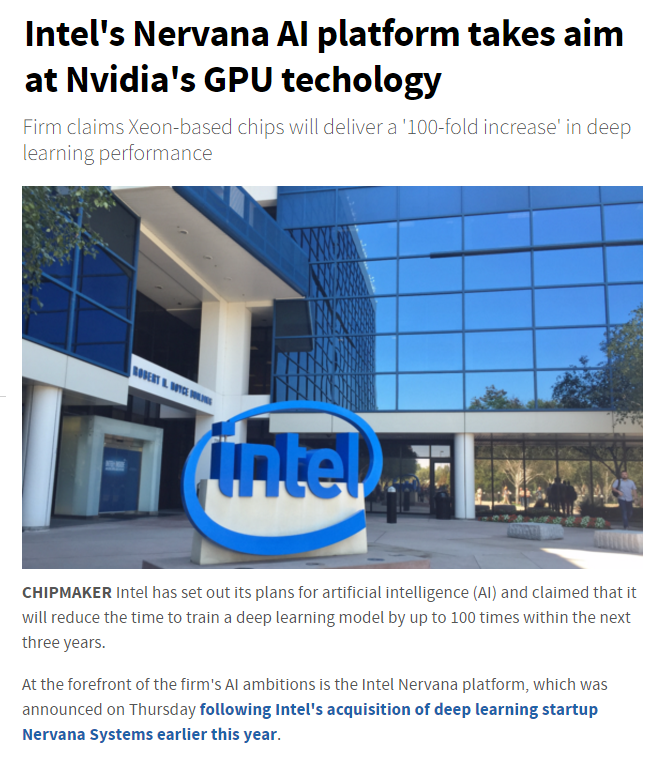 Intel's Nervana AI platform takes aim
at Nvidia's GPU techology
Firm claims Xeon-based chips will deliver a '100-fold increase' in deep
learning performance
ROBERT N. NOYCE BUILDING
intel
CHIPMAKER Intel has set out its plans for artificial intelligence (AI) and claimed that it
will reduce the time to train a deep learning model by up to 100 times within the next
three years.
At the forefront of the firm's AI ambitions is the Intel Nervana platform, which was
announced on Thursday following Intel's acquisition of deep learning startup
Nervana Systems earlier this year.